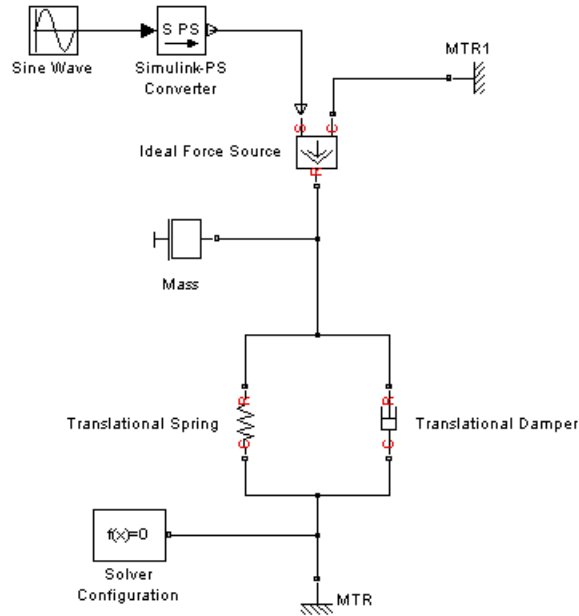 S PS
Sine Wave
Simulink-PS
Converter
MTR1
S
C
Ideal Force Source
R
Mass
R
R
Translational Spring
Translational Damper
C
C
f(x)=0
Solver
Configuration
MTR